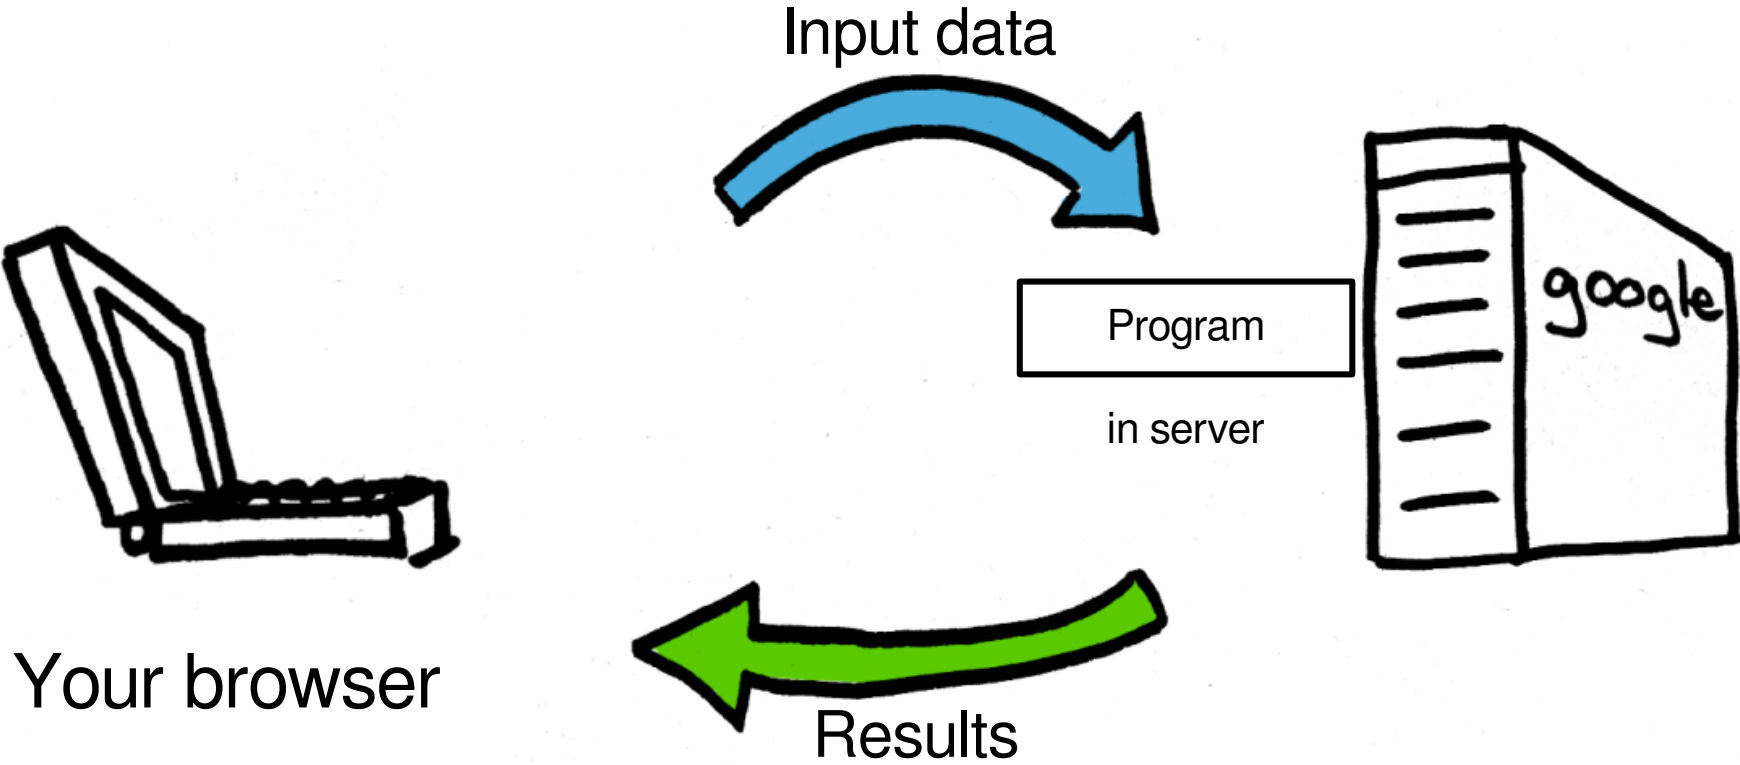 Input data
google
Program
in server
Your browser
Results